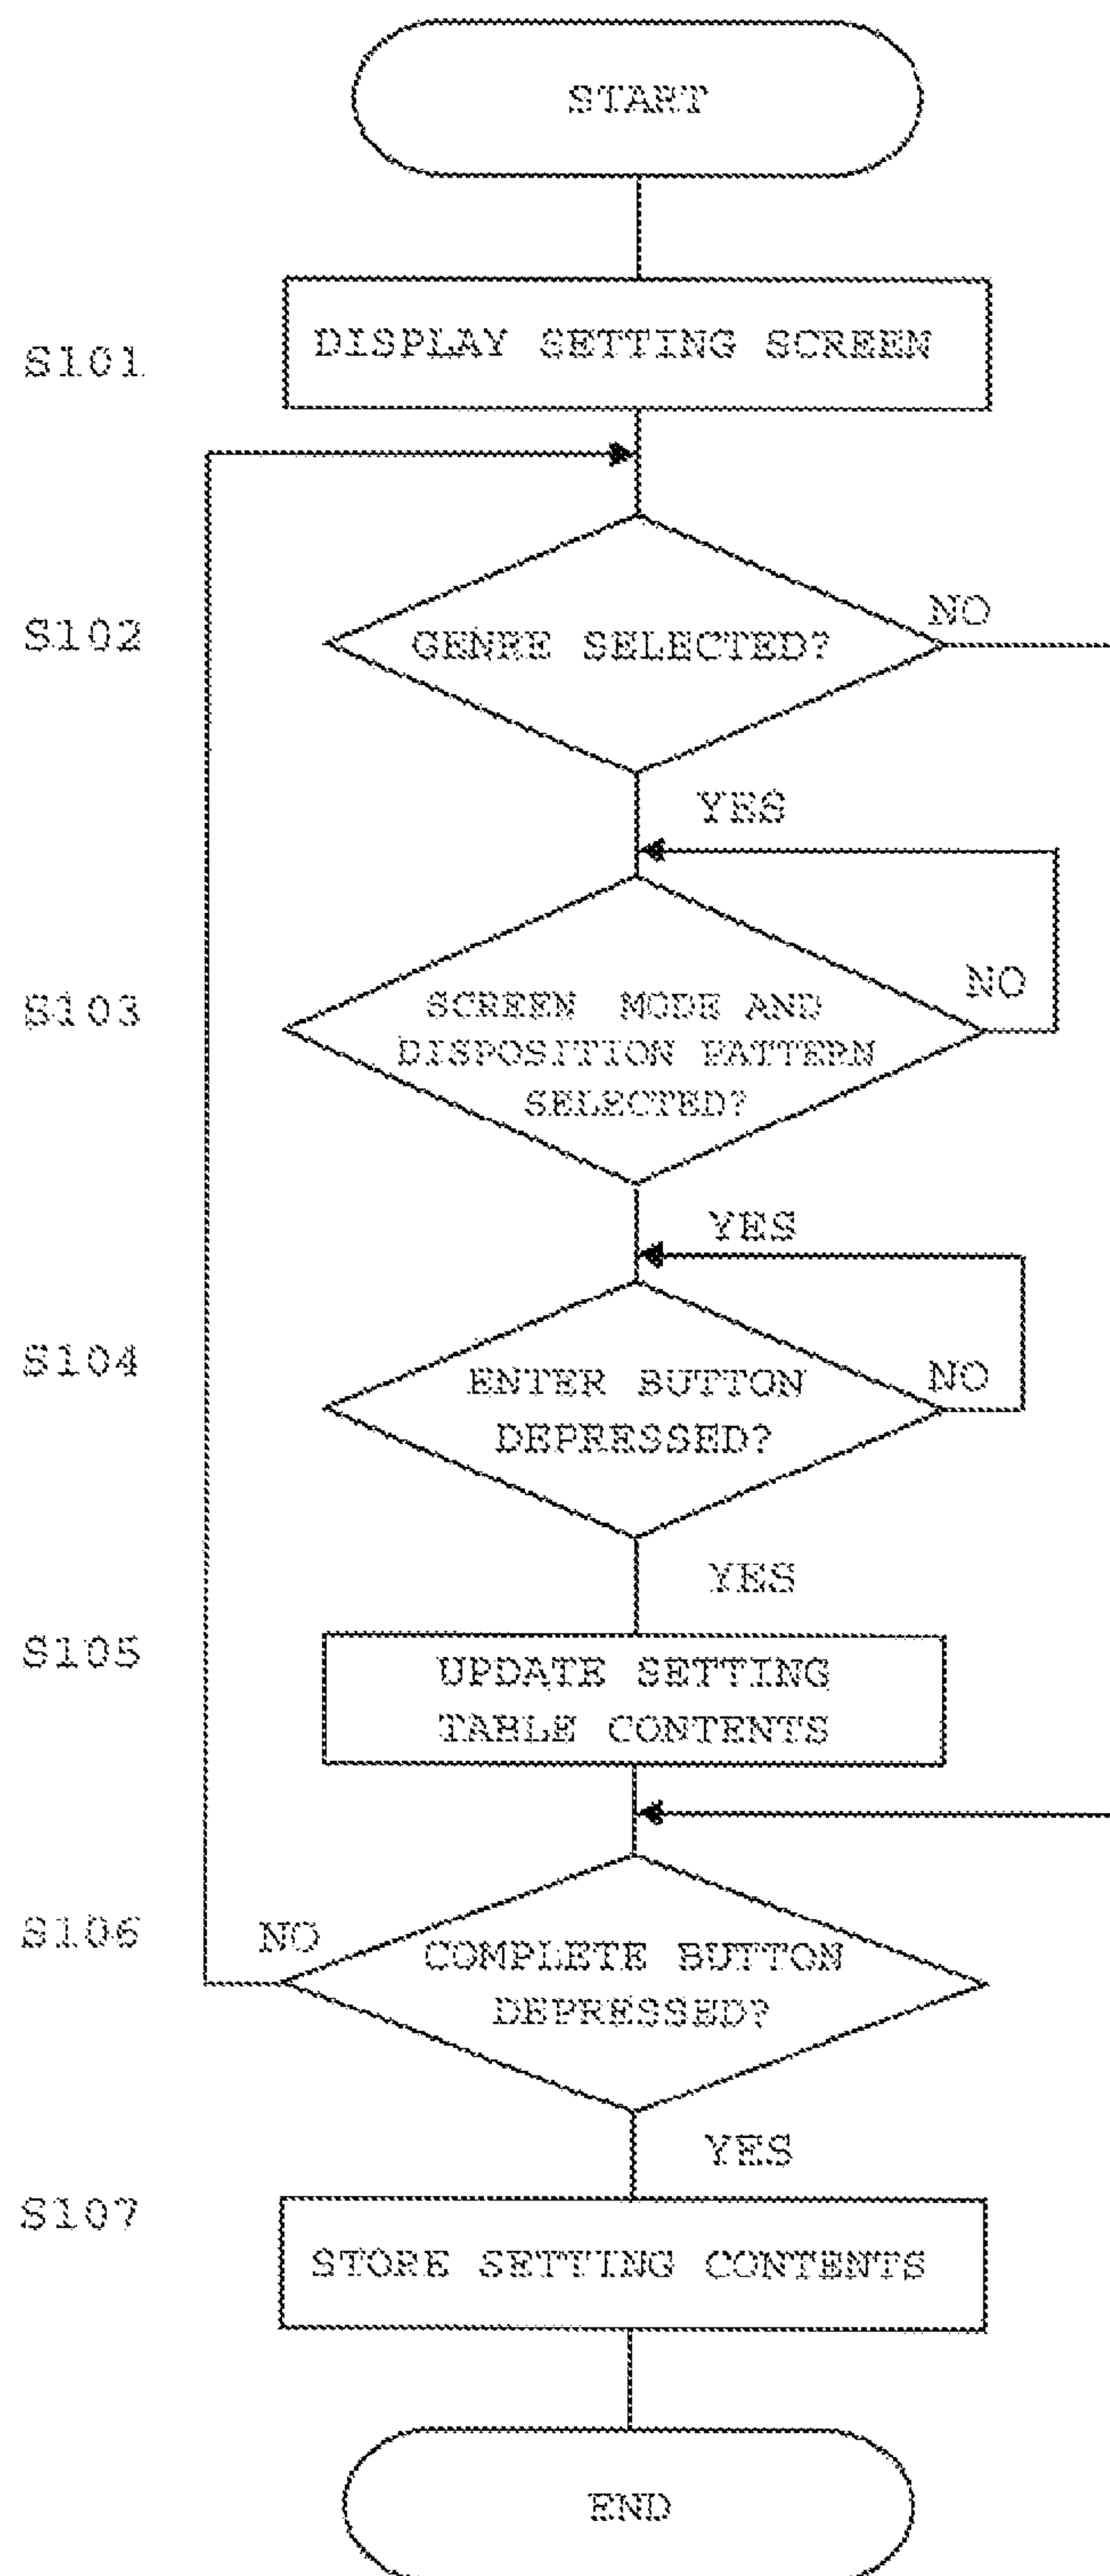 START
S101
DISPLAY SETTING SCREEN
S102
GENRE SELECTED?
NO
YES
S103
SCREEN MODE AND
DISPOSITION PATTERN
SELECTED?
NO
YES
S104
ENTER BUTTON
DEPRESSED?
NO
YES
S105
UPDATE SETTING
TABLE CONTENTS
S106
NO
COMPLETE BUTTON
DEPRESSED?
YES
S107
STORE SETTING CONTENTS
END